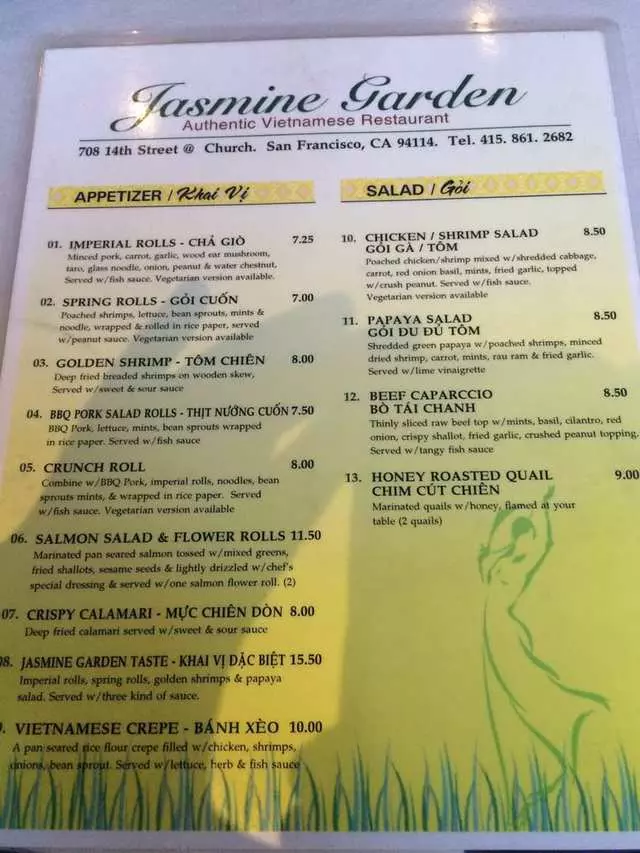 Jasmine Garden
Authentic Vietnamese Restaurant
708 14th Street @ Church. San Francisco, CA 94114. Tel. 415. 861. 2682
APPETIZER / Khai Vị
01. IMPERIAL ROLLS - CHẢ GIÒ 7.25
Minced pork, carrot, garlic, wood ear mushroom,
taro, glass noodle, onion, peanut & water chestnut.
Served w/fish sauce. Vegetarian version available.
02. SPRING ROLLS - GỎI CUỐN 7.00
Poached shrimps, lettuce, bean sprouts, mints &
noodle, wrapped & rolled in rice paper, served
w/peanut sauce. Vegetarian version available
03. GOLDEN SHRIMP - TÔM CHIÊN 8.00
Deep fried breaded shrimps on wooden skew,
Served w/sweet & sour sauce
04. BBQ PORK SALAD ROLLS - THỊT NƯỚNG CUỐN 7.50
BBQ Pork, lettuce, mints, bean sprouts wrapped
in rice paper. Served w/fish sauce
05. CRUNCH ROLL 8.00
Combine w/BBQ Pork, imperial rolls, noodles, bean
sprouts mints, & wrapped in rice paper. Served
w/fish sauce. Vegetarian version available
06. SALMON SALAD & FLOWER ROLLS 11.50
Marinated pan seared salmon tossed w/mixed greens,
fried shallots, sesame seeds & lightly drizzled w/chef's
special dressing & served w/one salmon flower roll. (2)
07. CRISPY CALAMARI - MỰC CHIÊN DÒN 8.00
Deep fried calamari served w/sweet & sour sauce
08. JASMINE GARDEN TASTE - KHAI VỊ ĐẶC BIỆT 15.50
Imperial rolls, spring rolls, golden shrimps & papaya
salad. Served w/three kind of sauce.
9. VIETNAMESE CREPE - BÁNH XÈO 10.00
A pan seared rice flour crepe filled w/chicken, shrimps,
onions, bean sprout. Served w/lettuce, herb & fish sauce
SALAD / Gỏi
10. CHICKEN / SHRIMP SALAD 8.50
GỎI GÀ / TÔM
Poached chicken/shrimp mixed w/shredded cabbage,
carrot, red onion basil, mints, fried garlic, topped
w/crush peanut. Served w/fish sauce.
Vegetarian version available
11. PAPAYA SALAD 8.50
GỎI DU ĐỦ TÔM
Shredded green papaya w/poached shrimps, minced
dried shrimp, carrot, mints, rau ram & fried garlic.
Served w/lime vinaigrette
12. BEEF CAPARCCIO 8.50
BÒ TÁI CHANH
Thinly sliced raw beef top w/mints, basil, cilantro, red
onion, crispy shallot, fried garlic, crushed peanut topping.
Served w/tangy fish sauce
13. HONEY ROASTED QUAIL 9.00
CHIM CÚT CHIÊN
Marinated quails w/honey, flamed at your
table (2 quails)